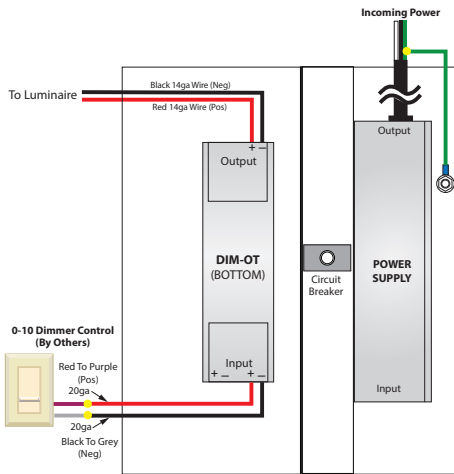 Incoming Power
Black 14ga Wire (Neg)
To Luminaire
Red 14ga Wire (Pos)
+ –
Output
Output
DIM-OT
(BOTTOM)
POWER
SUPPLY
Circuit
Breaker
0-10 Dimmer Control
(By Others)
Red To Purple
(Pos)
20ga
Input
+ – + –
Input
20ga
Black To Grey
(Neg)